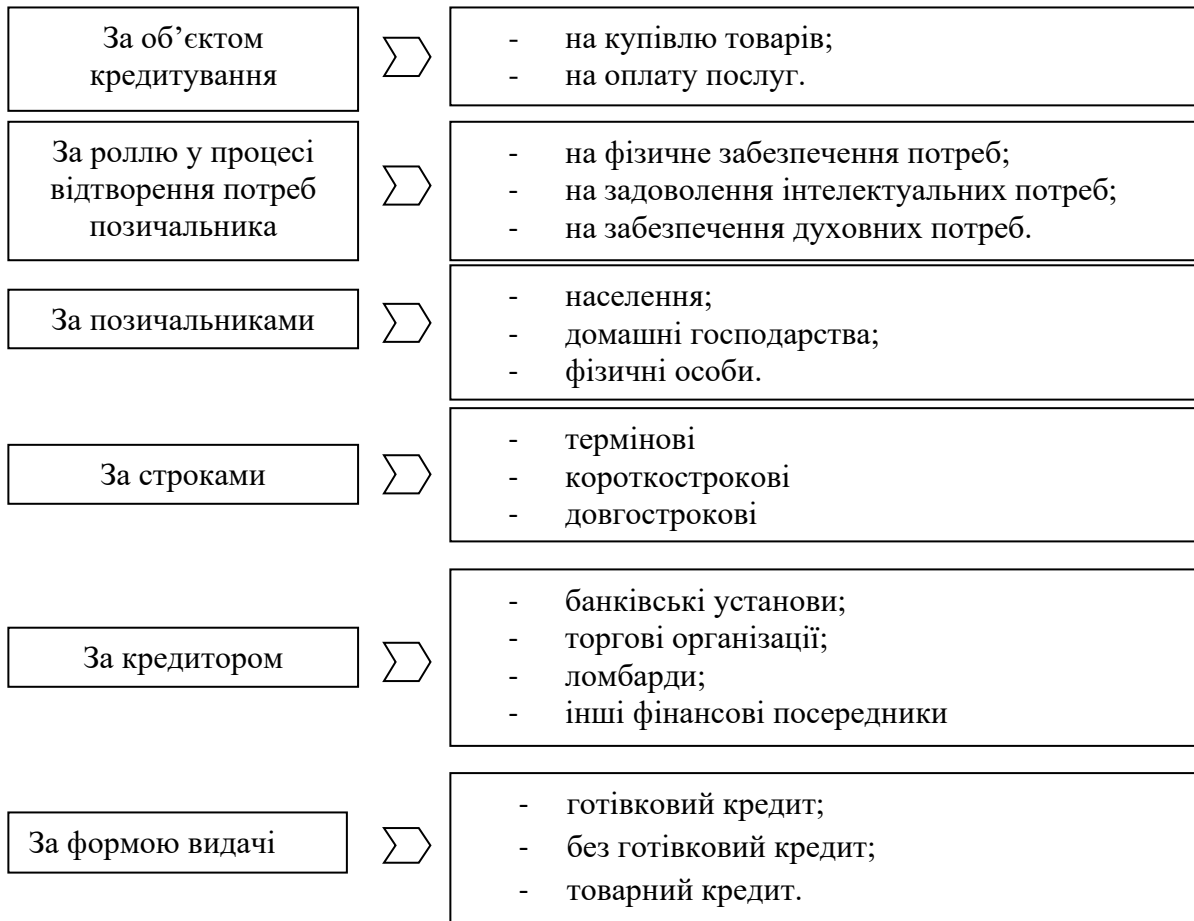 За об’єктом
кредитування
- на купівлю товарів;
- на оплату послуг.
За роллю у процесі
відтворення потреб
позичальника
- на фізичне забезпечення потреб;
- на задоволення інтелектуальних потреб;
- на забезпечення духовних потреб.
За позичальниками
- населення;
- домашні господарства;
- фізичні особи.
За строками
- термінові
- короткострокові
- довгострокові
За кредитором
- банківські установи;
- торгові організації;
- ломбарди;
- інші фінансові посередники
За формою видачі
- готівковий кредит;
- без готівковий кредит;
- товарний кредит.